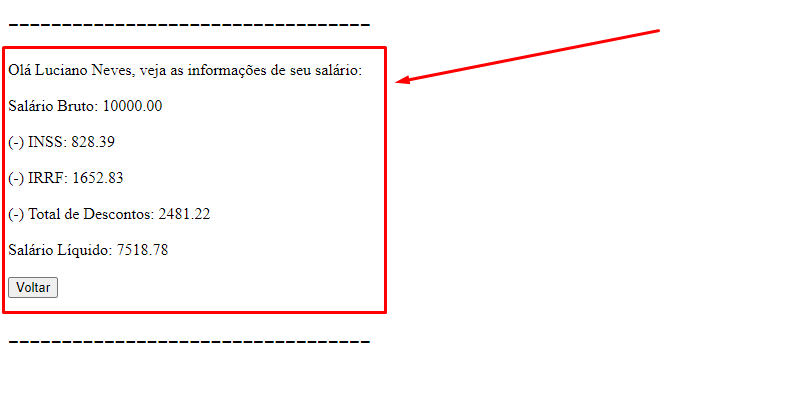 ----------------------------------
Olá Luciano Neves, veja as informações de seu salário:
Salário Bruto: 10000.00
(-) INSS: 828.39
(-) IRRF: 1652.83
(-) Total de Descontos: 2481.22
Salário Líquido: 7518.78
Voltar
----------------------------------